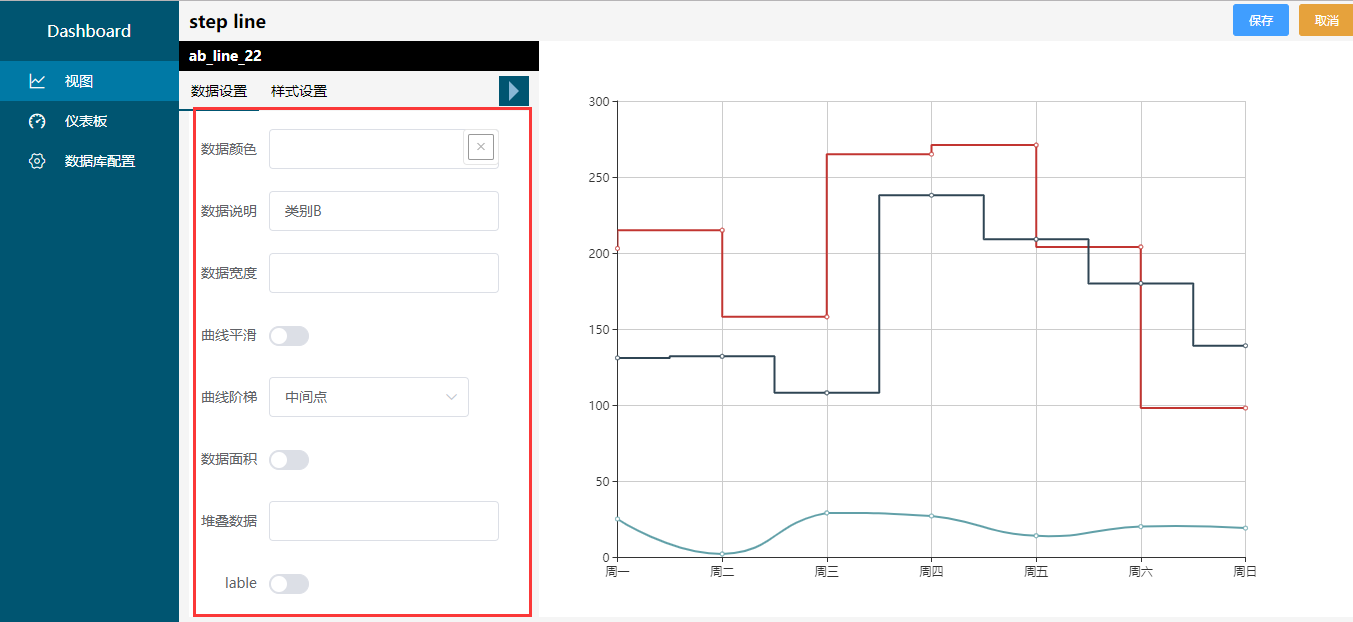 Dashboard
视图
仪表板
数据库配置
step line
保存
取消
ab_line_22
数据设置 样式设置
数据颜色
数据说明 类别B
数据宽度
曲线平滑
曲线阶梯 中间点
数据面积
堆叠数据
lable
300
250
200
150
100
50
0
周一 周二 周三 周四 周五 周六 周日